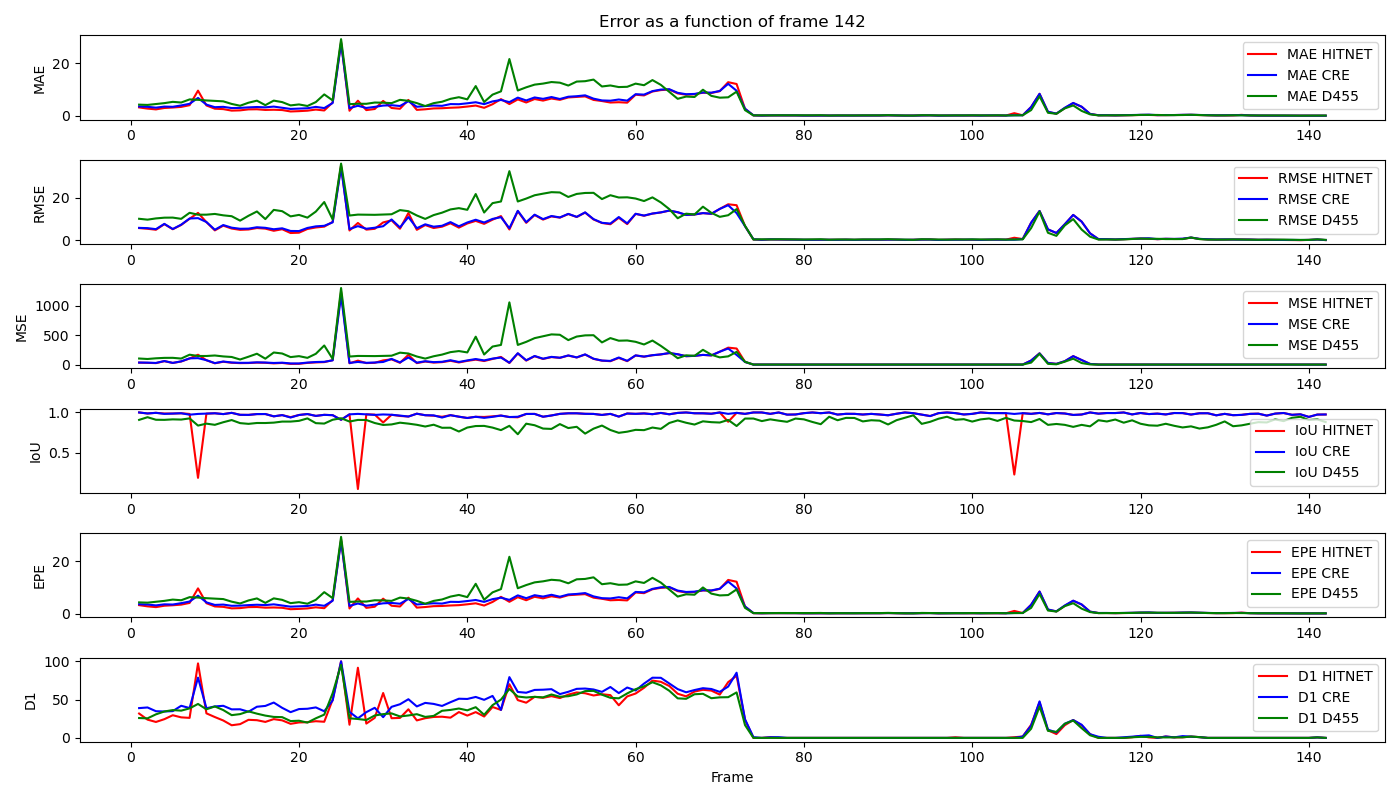 Error as a function of frame 142
MAE
20
0
MAE HITNET
MAE CRE
MAE D455
0 20 40 60 80 100 120 140
RMSE
20
0
RMSE HITNET
RMSE CRE
RMSE D455
0 20 40 60 80 100 120 140
MSE
1000
500
0
MSE HITNET
MSE CRE
MSE D455
0 20 40 60 80 100 120 140
IoU
1.0
0.5
IoU HITNET
IoU CRE
IoU D455
0 20 40 60 80 100 120 140
EPE
20
0
EPE HITNET
EPE CRE
EPE D455
0 20 40 60 80 100 120 140
D1
100
50
0
D1 HITNET
D1 CRE
D1 D455
0 20 40 60 80 100 120 140
Frame